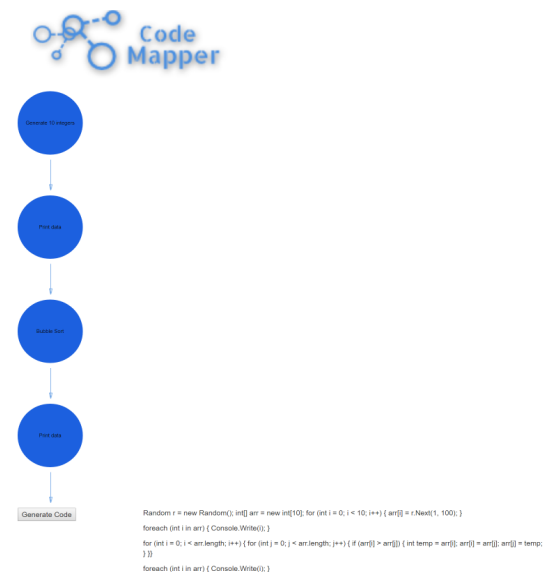 Code
Mapper
Generate 10 integers
Print data
Bubble Sort
Print data
Generate Code
Random r = new Random(); int[] arr = new int[10]; for (int i = 0; i < 10; i++) { arr[i] = r.Next(1, 100); }
foreach (int i in arr) { Console.Write(i); }
for (int i = 0; i < arr.length; i++) { for (int j = 0; j < arr.length; j++) { if (arr[i] > arr[j]) { int temp = arr[i]; arr[i] = arr[j]; arr[j] = temp;
} }}
foreach (int i in arr) { Console.Write(i); }